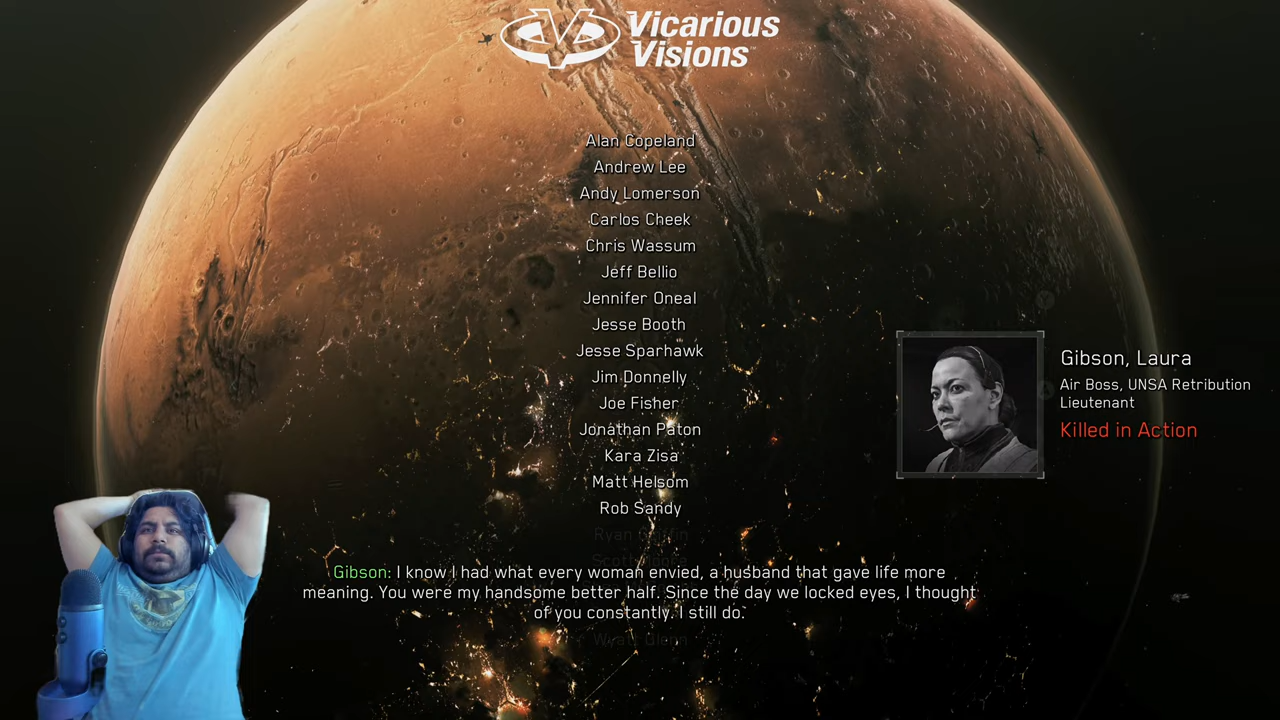 Vicarious
Visions
Alan Copeland
Andrew Lee
Andy Lomerson
Carlos Cheek
Chris Wassum
Jeff Bellio
Jennifer Oneal
Jesse Booth
Jesse Sparhawk
Jim Donnelly
Joe Fisher
Jonathan Paton
Kara Zisa
Matt Helsom
Rob Sandy
Ryan
Gibson, Laura
Air Boss, UNSA Retribution
Lieutenant
Killed in Action
Gibson: I know I had what every woman envied, a husband that gave life more
meaning. You were my handsome better half. Since the day we locked eyes, I thought
of you constantly. I still do.